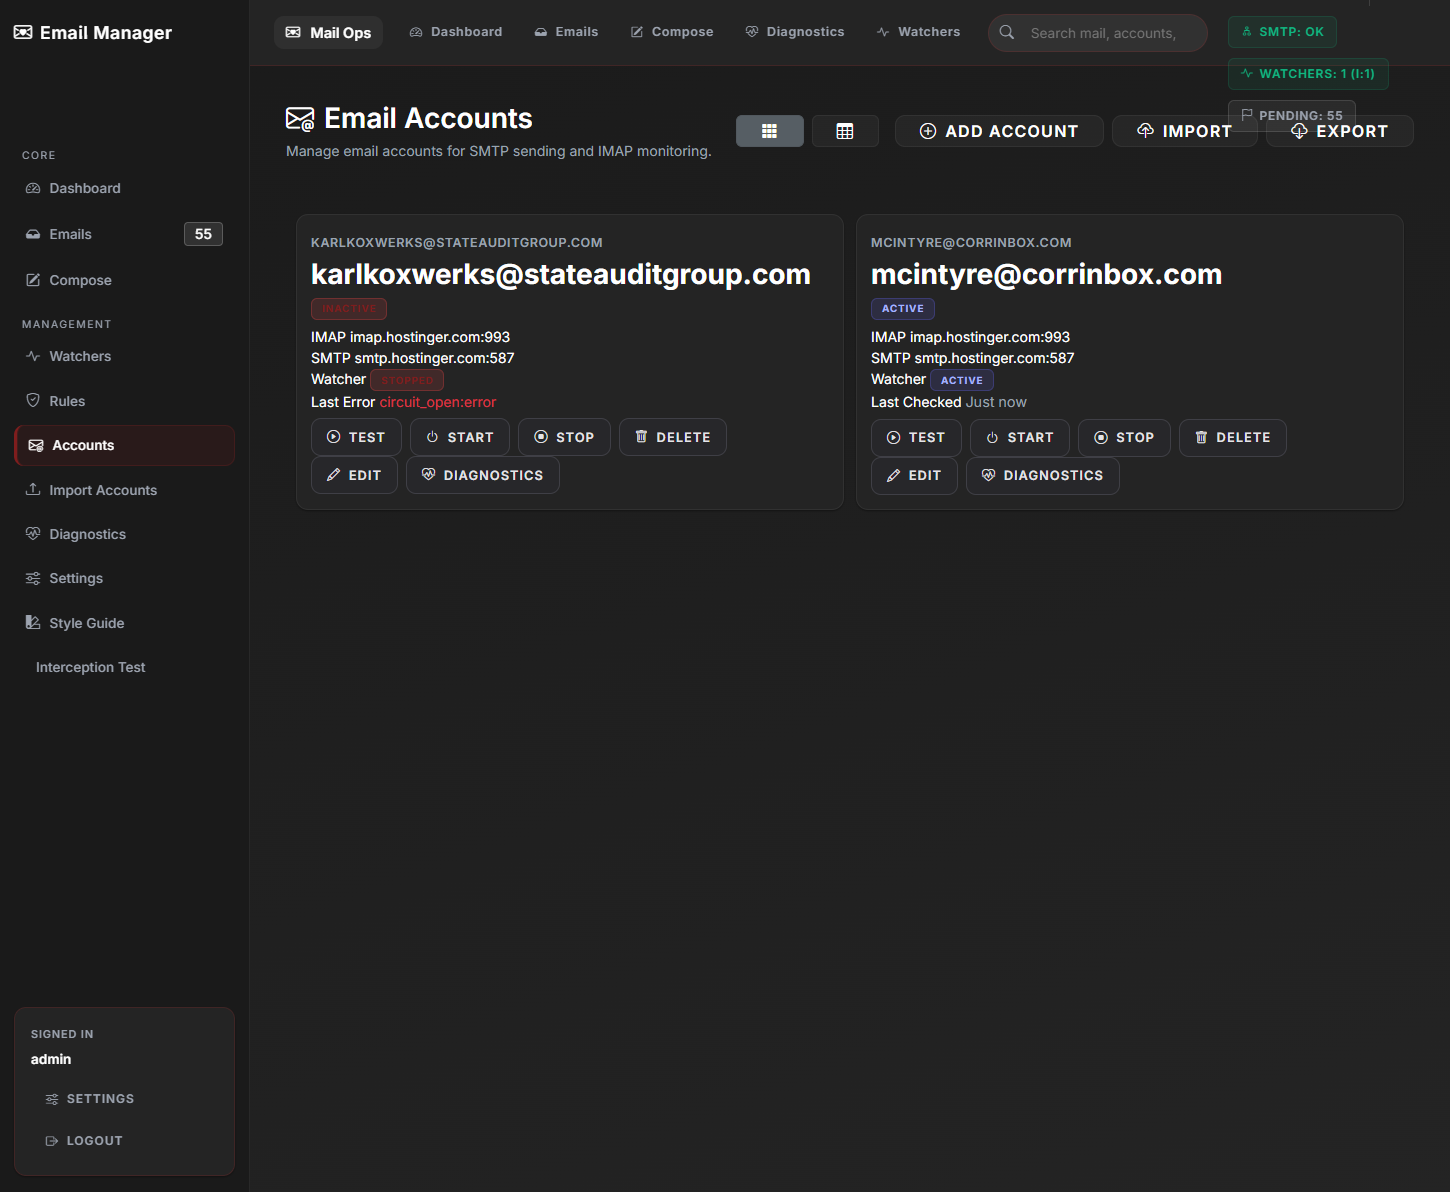 Email Manager
CORE
Dashboard
Emails 55
Compose
MANAGEMENT
Watchers
Rules
Accounts
Import Accounts
Diagnostics
Settings
Style Guide
Interception Test
SIGNED IN
admin
SETTINGS
LOGOUT
Mail Ops Dashboard Emails Compose Diagnostics Watchers Search mail, accounts,
SMTP: OK
WATCHERS: 1 (I:1)
PENDING: 55
Email Accounts
Manage email accounts for SMTP sending and IMAP monitoring.
ADD ACCOUNT IMPORT EXPORT
KARLKOXWERKS@STATEAUDITGROUP.COM
karlkoxwerks@stateauditgroup.com
INACTIVE
IMAP imap.hostinger.com:993
SMTP smtp.hostinger.com:587
Watcher STOPPED
Last Error circuit_open:error
TEST START STOP DELETE
EDIT DIAGNOSTICS
MCINTYRE@CORRINBOX.COM
mcintyre@corrinbox.com
ACTIVE
IMAP imap.hostinger.com:993
SMTP smtp.hostinger.com:587
Watcher ACTIVE
Last Checked Just now
TEST START STOP DELETE
EDIT DIAGNOSTICS